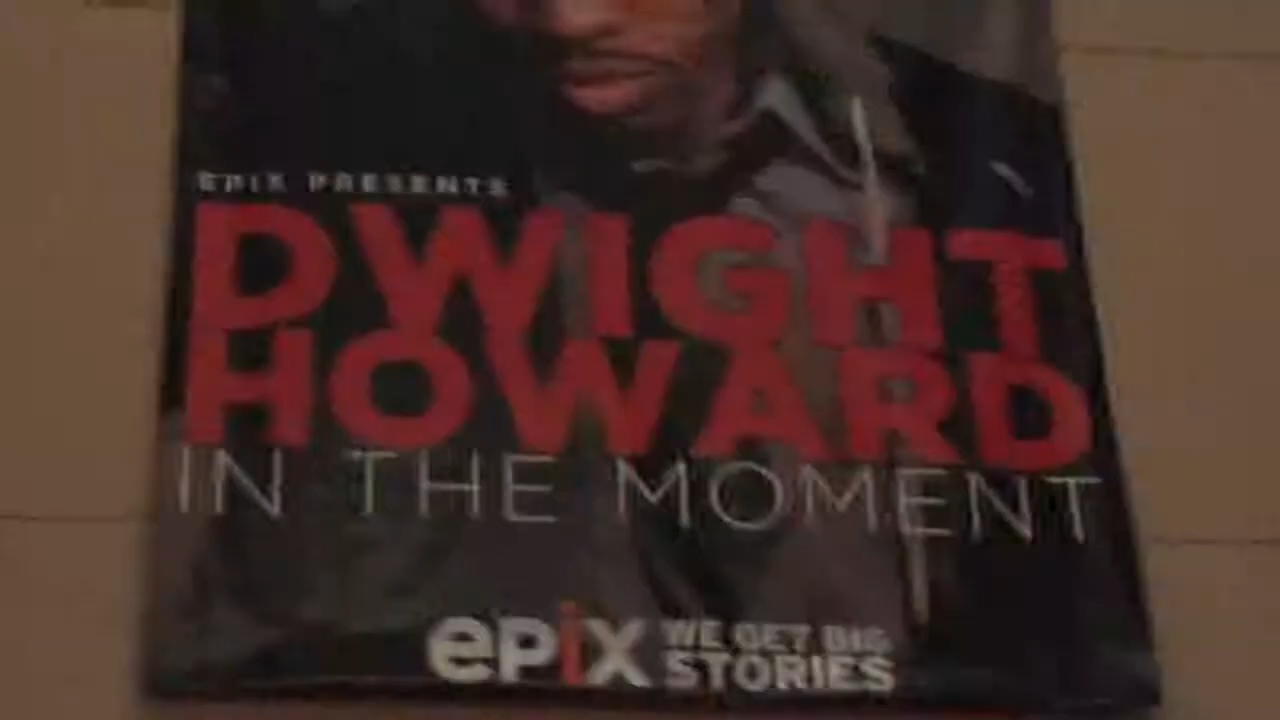 EPIX PRESENTS
DWIGHT
HOWARD
IN THE MOMENT
epix WE GET BIG
STORIES